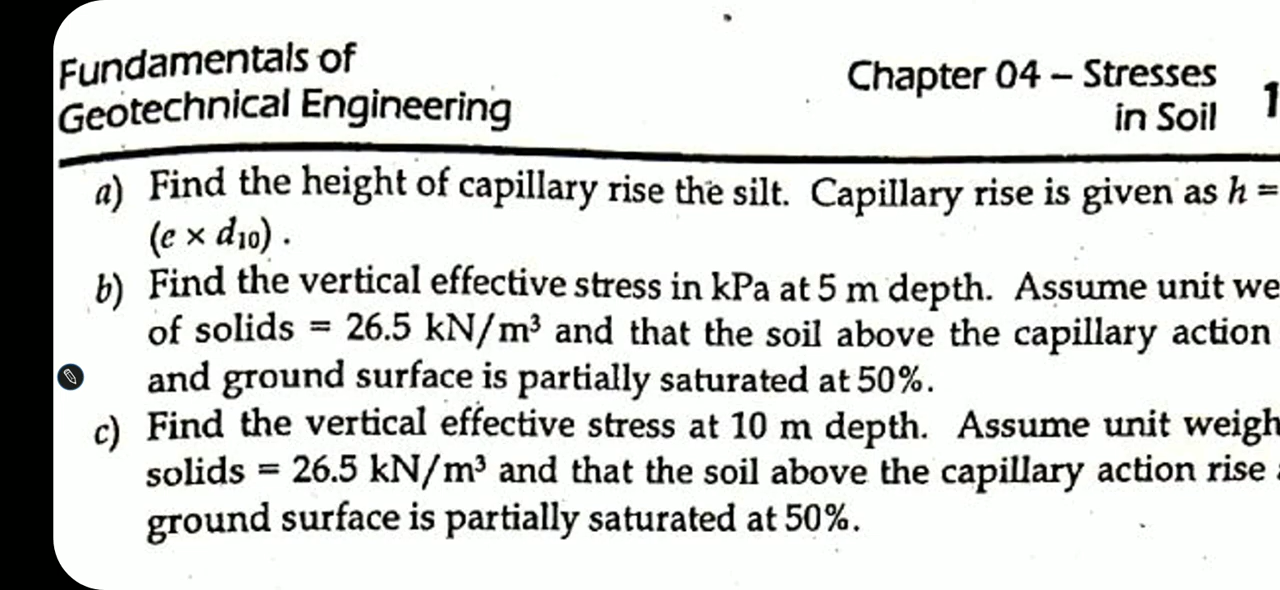 Fundamentals of
Geotechnical Engineering
Chapter 04 – Stresses
in Soil
1
a) Find the height of capillary rise the silt. Capillary rise is given as h =
(e × d₁₀) .
b) Find the vertical effective stress in kPa at 5 m depth. Assume unit we
of solids = 26.5 kN/m³ and that the soil above the capillary action
and ground surface is partially saturated at 50%.
c) Find the vertical effective stress at 10 m depth. Assume unit weigh
solids = 26.5 kN/m³ and that the soil above the capillary action rise
ground surface is partially saturated at 50%.